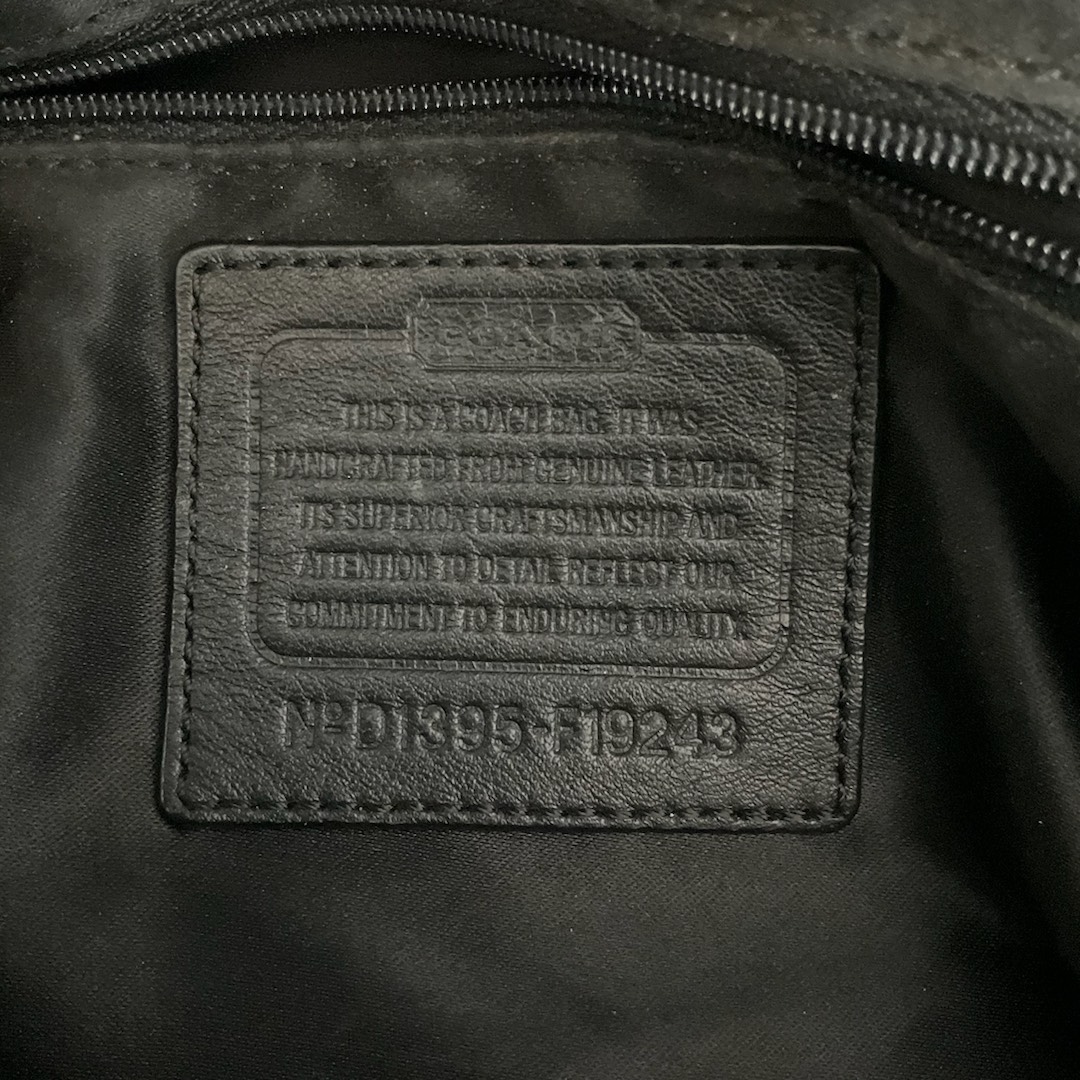 COACH
THIS IS A COACH BAG. IT WAS
HANDCRAFTED FROM GENUINE LEATHER.
ITS SUPERIOR CRAFTSMANSHIP AND
ATTENTION TO DETAIL REFLECT OUR
COMMITMENT TO ENDURING QUALITY.
Nº D1395-F19243